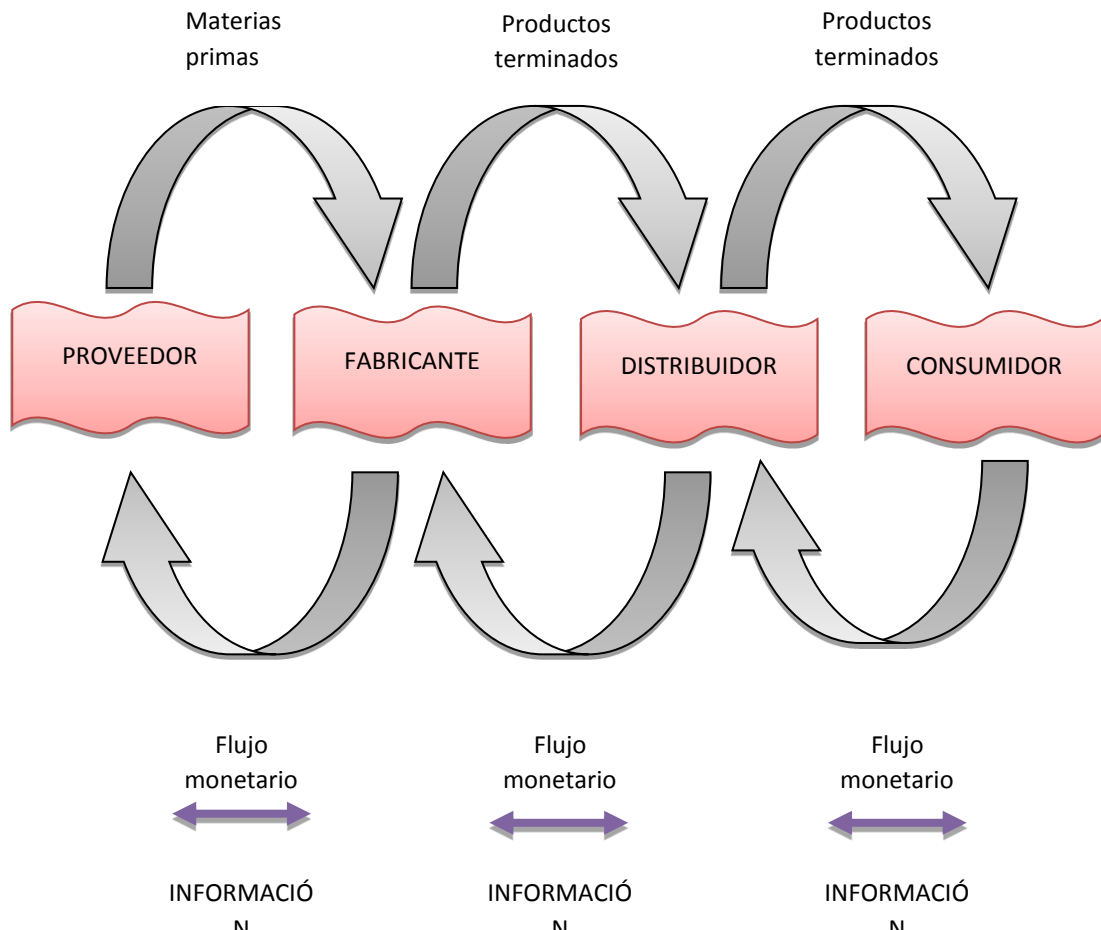 Materias
primas
Productos
terminados
Productos
terminados
PROVEEDOR
FABRICANTE
DISTRIBUIDOR
CONSUMIDOR
Flujo
monetario
Flujo
monetario
Flujo
monetario
INFORMACIÓ
N
INFORMACIÓ
N
INFORMACIÓ
N